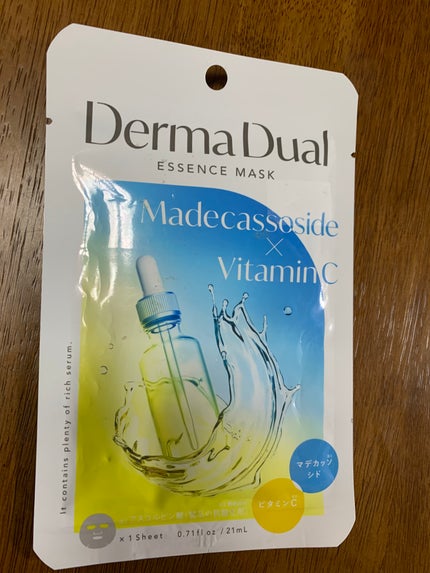 Derma Dual
ESSENCE MASK
Madecassoside
×
Vitamin C
It contains plenty of rich serum.
マデカッソ
シド
ビタミンC
× 1 Sheet 0.71fl oz / 21mL